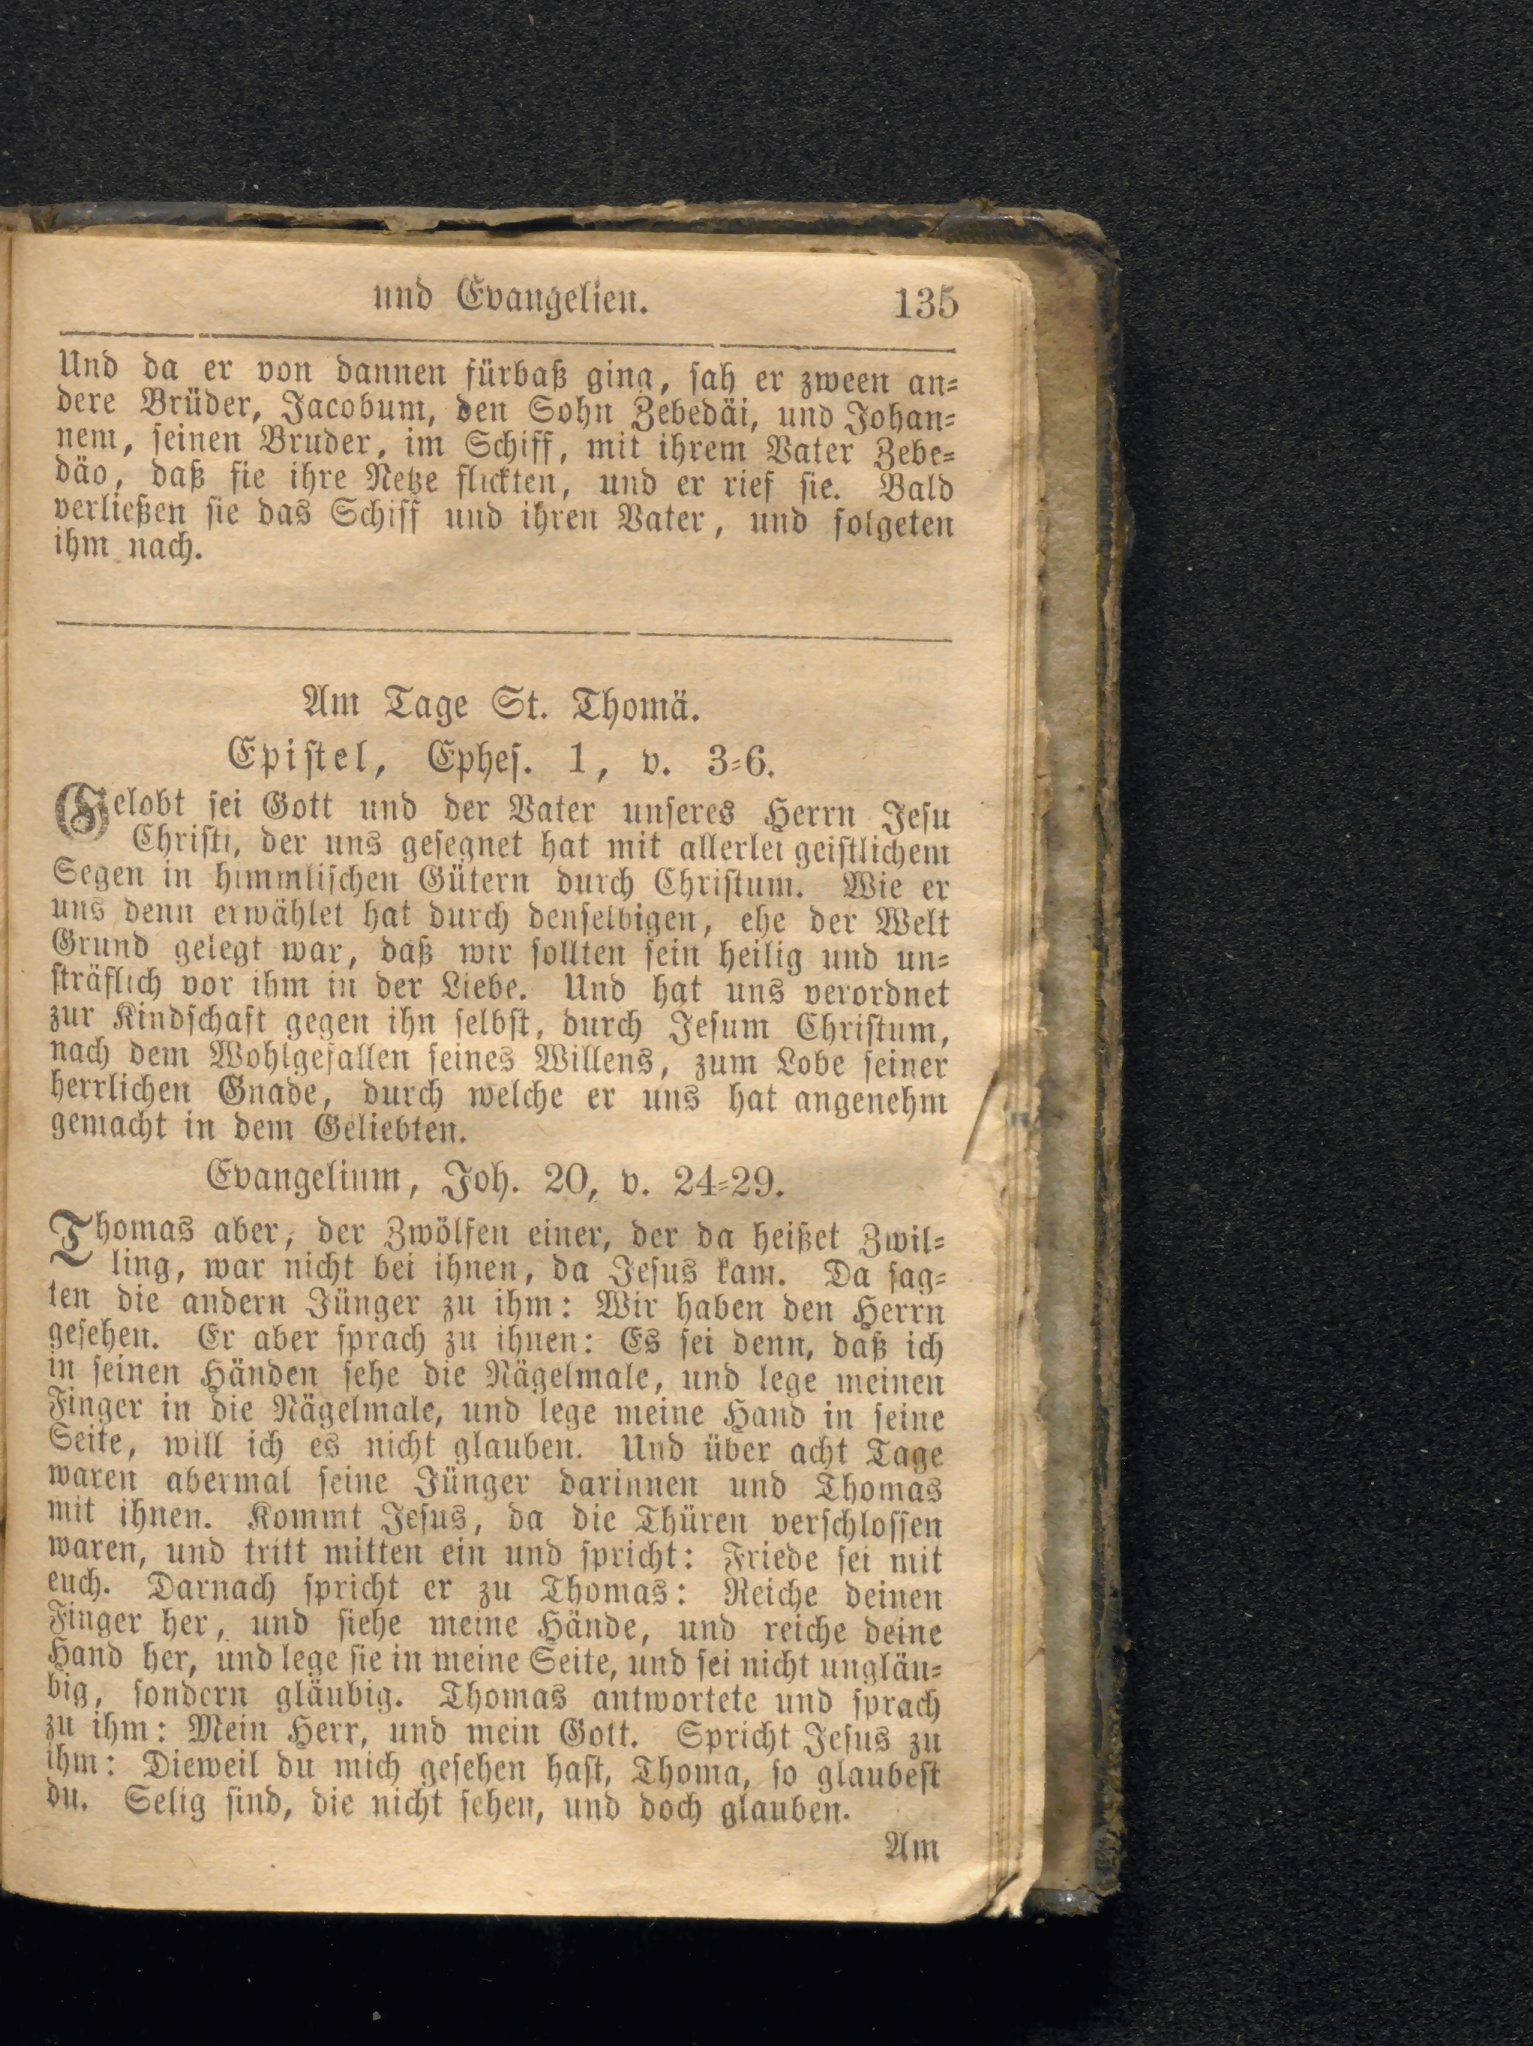 und Evangelien. 135
Und da er von dannen fürbaß ging, sah er zween an=
dere Brüder, Jacobum, den Sohn Zebedäi, und Johan=
nem, seinen Bruder, im Schiff, mit ihrem Vater Zebe=
däo, daß sie ihre Netze flickten, und er rief sie. Bald
verließen sie das Schiff und ihren Vater, und folgeten
ihm nach.
Am Tage St. Thomä.
Epistel, Ephes. 1, v. 3=6.
Gelobt sei Gott und der Vater unseres Herrn Jesu
Christi, der uns gesegnet hat mit allerlei geistlichem
Segen in himmlischen Gütern durch Christum. Wie er
uns denn erwählet hat durch denselbigen, ehe der Welt
Grund gelegt war, daß wir sollten sein heilig und un=
sträflich vor ihm in der Liebe. Und hat uns verordnet
zur Kindschaft gegen ihn selbst, durch Jesum Christum,
nach dem Wohlgefallen seines Willens, zum Lobe seiner
herrlichen Gnade, durch welche er uns hat angenehm
gemacht in dem Geliebten.
Evangelium, Joh. 20, v. 24=29.
Thomas aber, der Zwölfen einer, der da heißet Zwil=
ling, war nicht bei ihnen, da Jesus kam. Da sag=
ten die andern Jünger zu ihm: Wir haben den Herrn
gesehen. Er aber sprach zu ihnen: Es sei denn, daß ich
in seinen Händen sehe die Nägelmale, und lege meinen
Finger in die Nägelmale, und lege meine Hand in seine
Seite, will ich es nicht glauben. Und über acht Tage
waren abermal seine Jünger darinnen und Thomas
mit ihnen. Kommt Jesus, da die Thüren verschlossen
waren, und tritt mitten ein und spricht: Friede sei mit
euch. Darnach spricht er zu Thomas: Reiche deinen
Finger her, und siehe meine Hände, und reiche deine
Hand her, und lege sie in meine Seite, und sei nicht ungläu=
big, sondern gläubig. Thomas antwortete und sprach
zu ihm: Mein Herr, und mein Gott. Spricht Jesus zu
ihm: Dieweil du mich gesehen hast, Thoma, so glaubest
du. Selig sind, die nicht sehen, und doch glauben.
Am